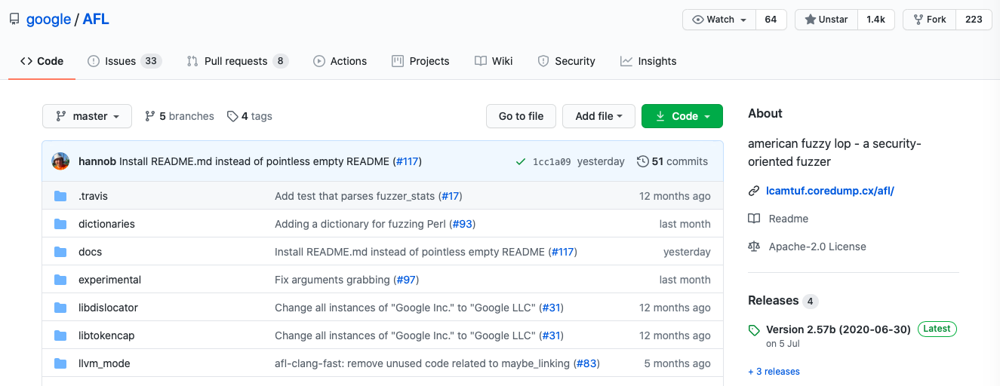 google / AFL
Watch 64 Unstar 1.4k Fork 223
Code Issues 33 Pull requests 8 Actions Projects Wiki Security Insights
master 5 branches 4 tags Go to file Add file Code
hannob Install README.md instead of pointless empty README (#117) 1cc1a09 yesterday 51 commits
.travis Add test that parses fuzzer_stats (#17) 12 months ago
dictionaries Adding a dictionary for fuzzing Perl (#93) last month
docs Install README.md instead of pointless empty README (#117) yesterday
experimental Fix arguments grabbing (#97) last month
libdislocator Change all instances of "Google Inc." to "Google LLC" (#31) 12 months ago
libtokencap Change all instances of "Google Inc." to "Google LLC" (#31) 12 months ago
llvm_mode afl-clang-fast: remove unused code related to maybe_linking (#83) 5 months ago
About
american fuzzy lop - a security-
oriented fuzzer
lcamtuf.coredump.cx/afl/
Readme
Apache-2.0 License
Releases 4
Version 2.57b (2020-06-30) Latest
on 5 Jul
+ 3 releases